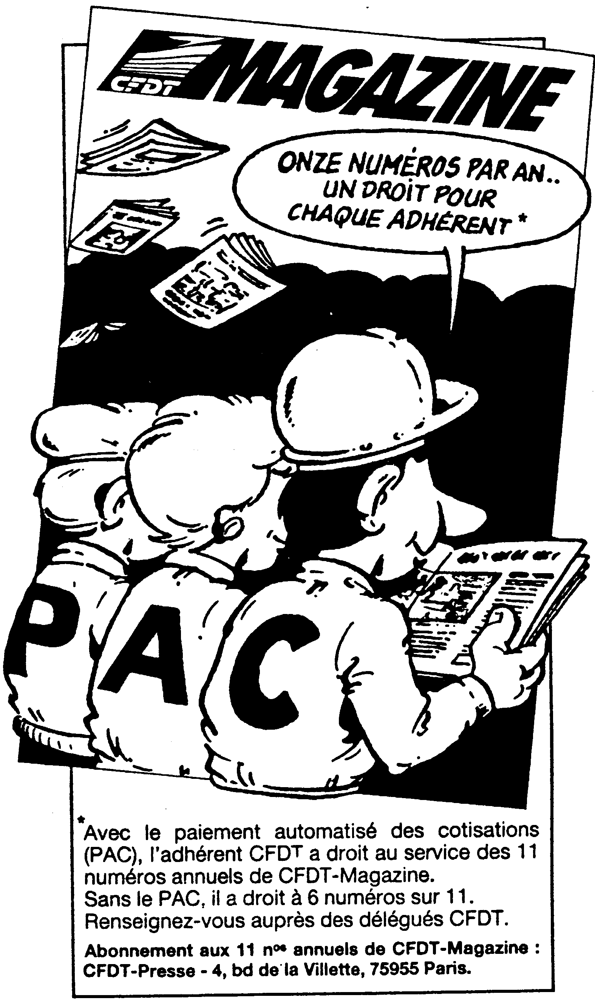 CFDT MAGAZINE
ONZE NUMÉROS PAR AN..
UN DROIT POUR
CHAQUE ADHÉRENT *
PAC
*Avec le paiement automatisé des cotisations
(PAC), l'adhérent CFDT a droit au service des 11
numéros annuels de CFDT-Magazine.
Sans le PAC, il a droit à 6 numéros sur 11.
Renseignez-vous auprès des délégués CFDT.
Abonnement aux 11 nos annuels de CFDT-Magazine :
CFDT-Presse - 4, bd de la Villette, 75955 Paris.